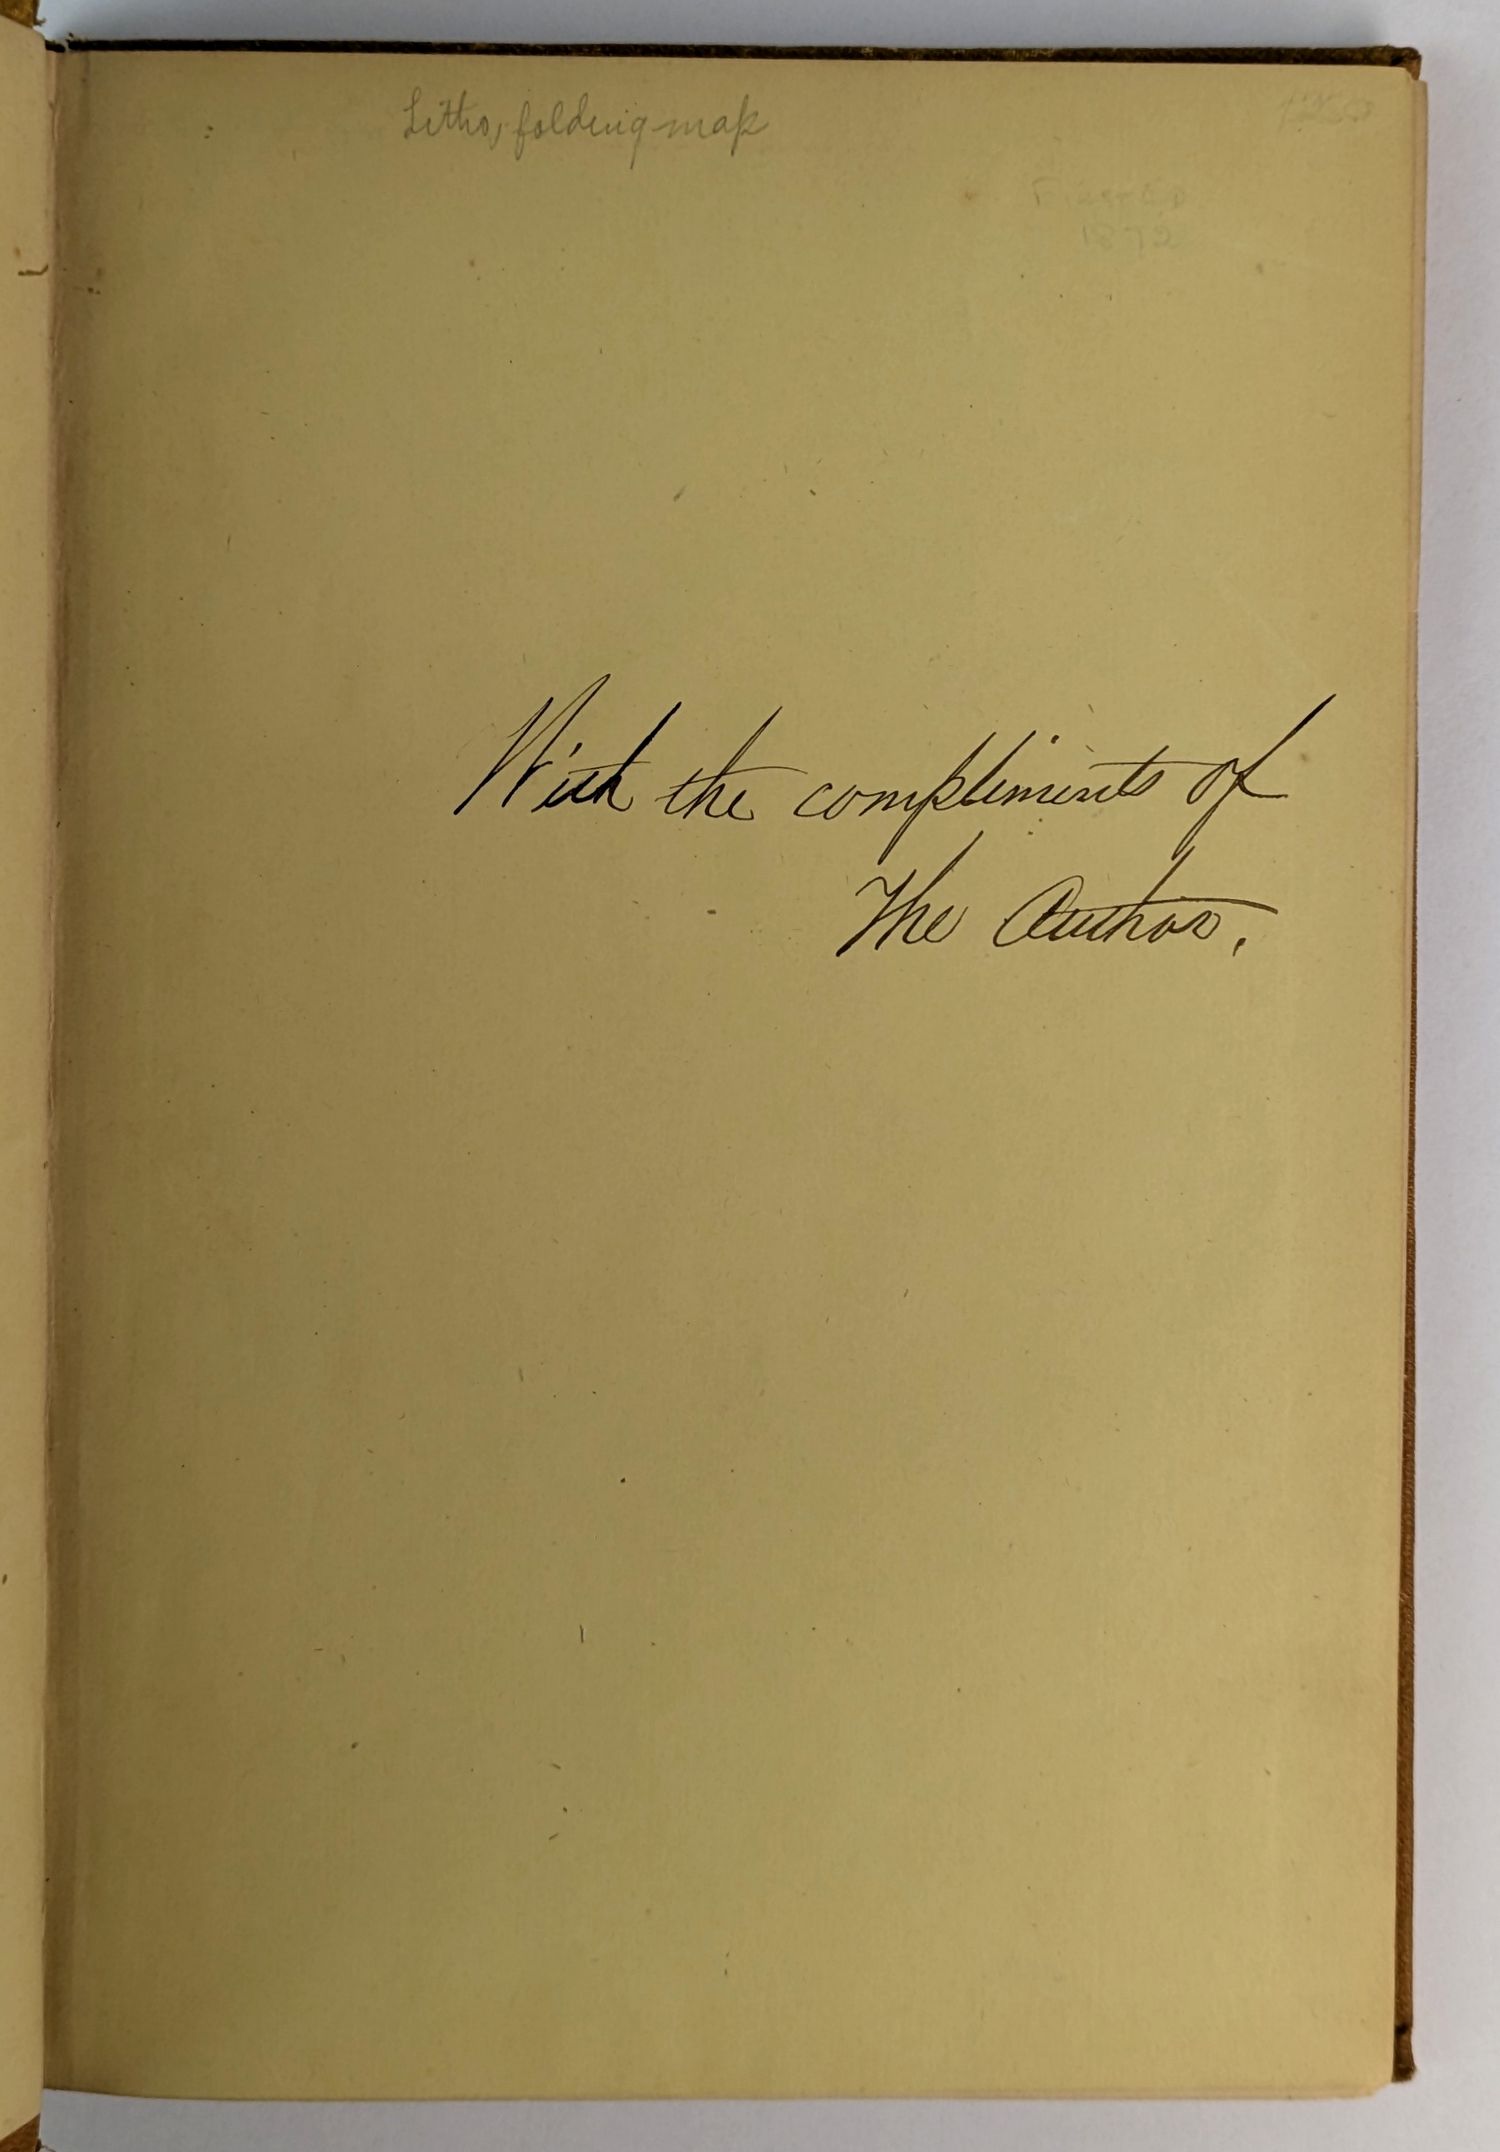 Litho, folding map
First Ed
1872
With the compliments of
The Author.